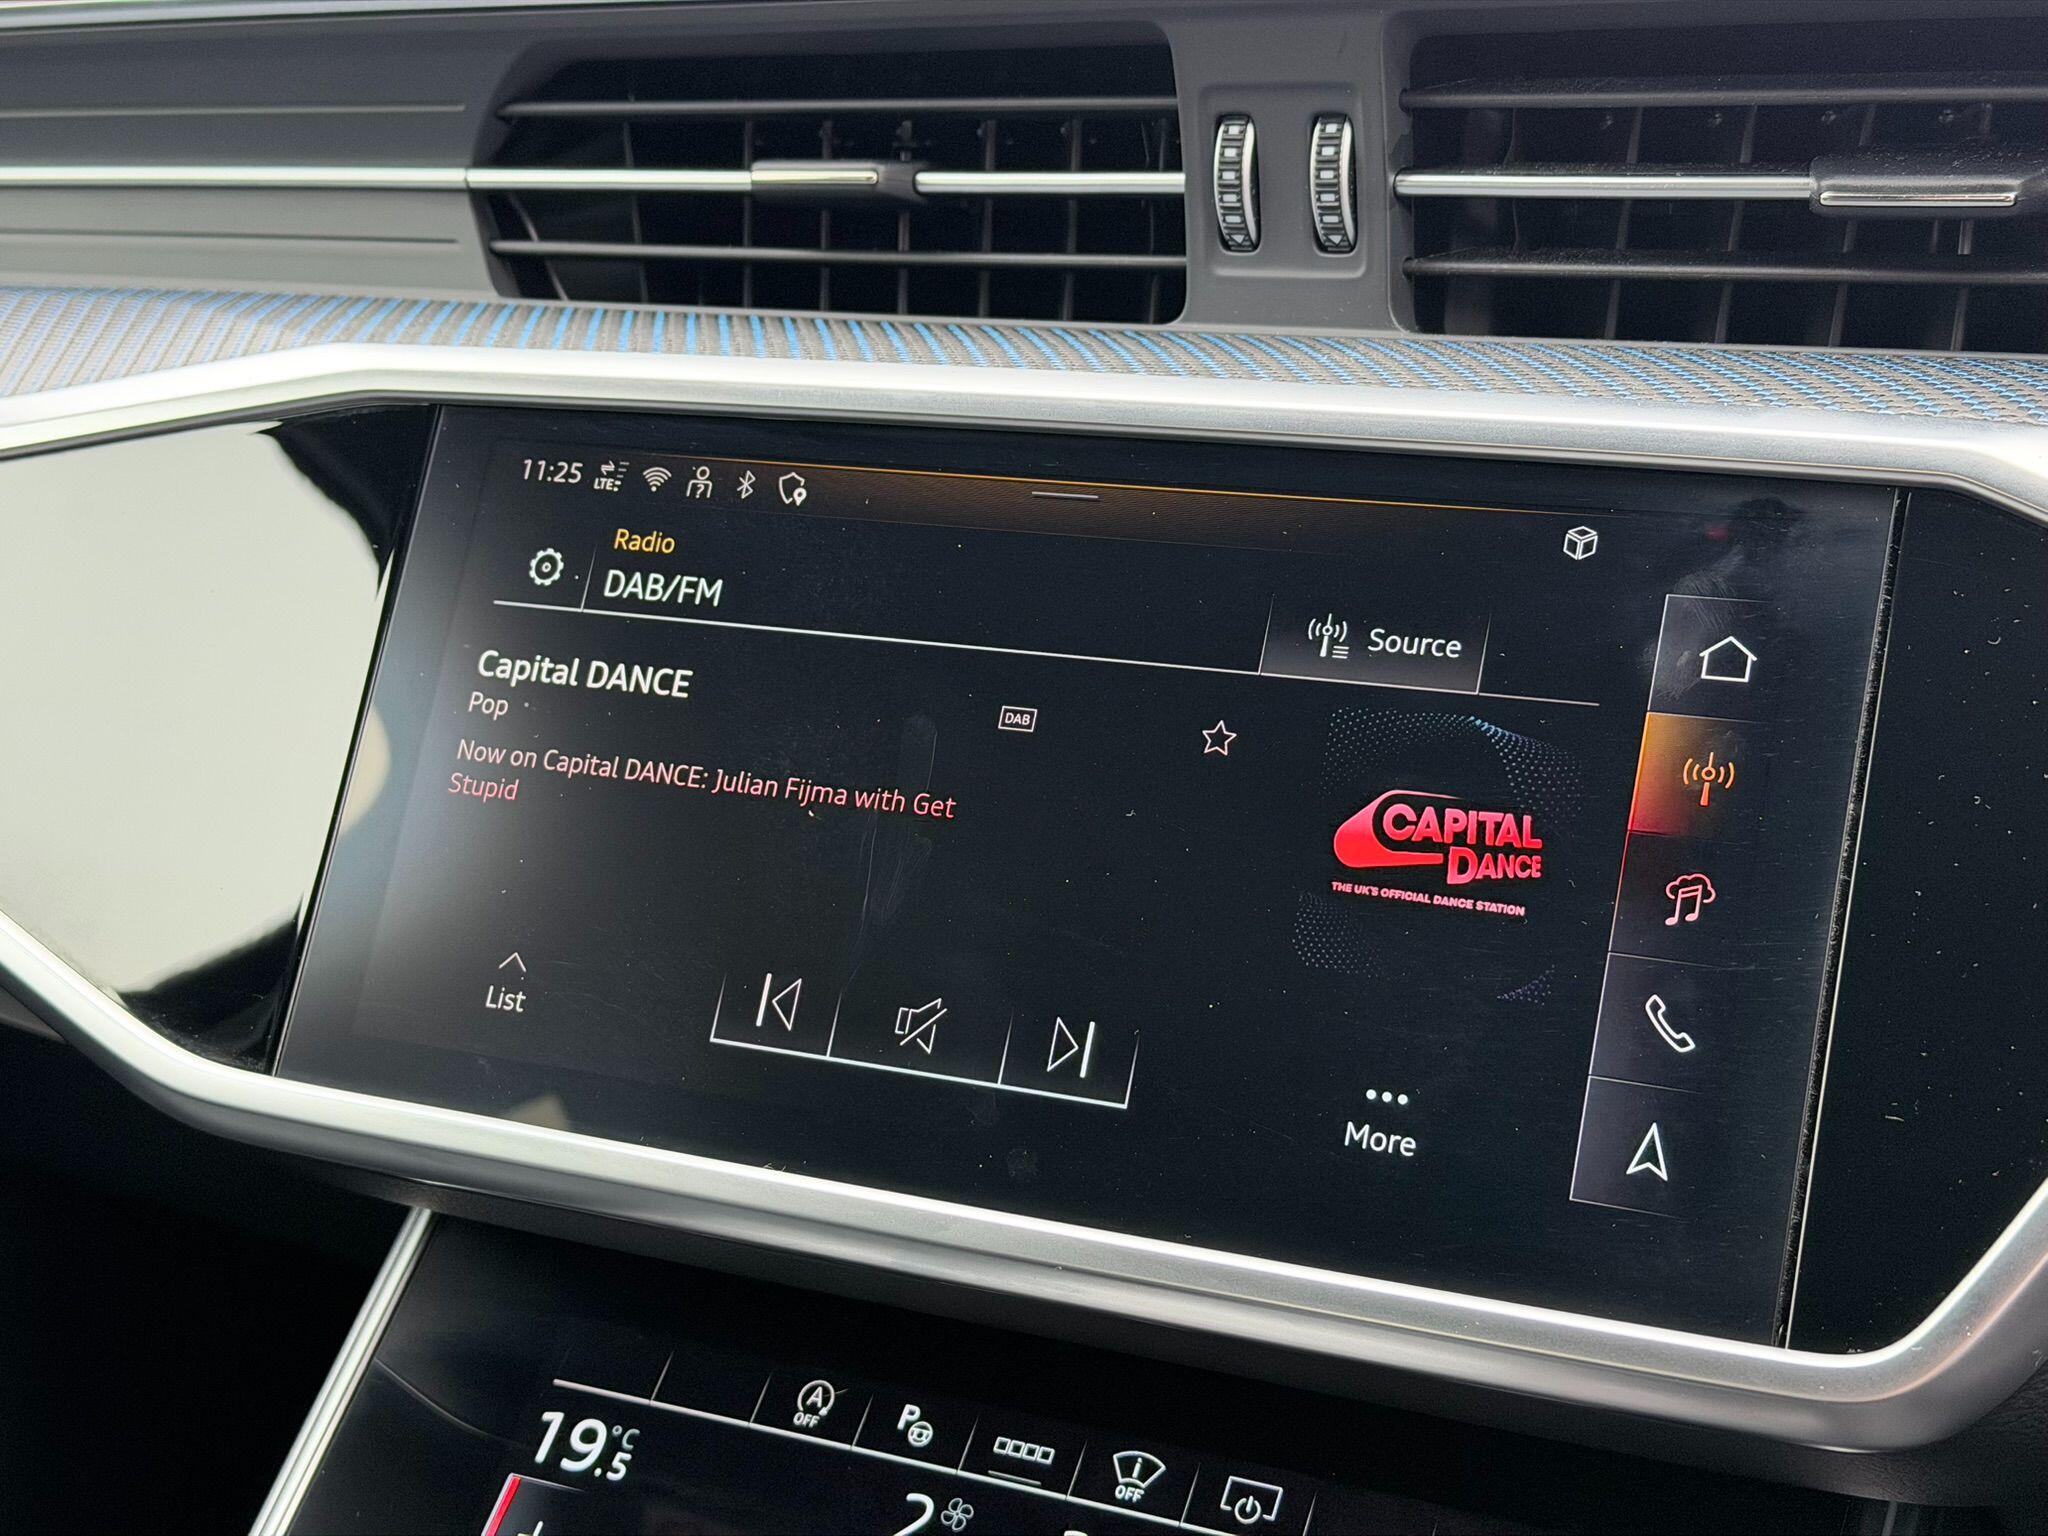 11:25
LTE
Radio
DAB/FM
Source
Capital DANCE
Pop
DAB
Now on Capital DANCE: Julian Fijma with Get
Stupid
CAPITAL
DANCE
THE UK'S OFFICIAL DANCE STATION
List
More
A
OFF
P
i
OFF
19.5 °C
2